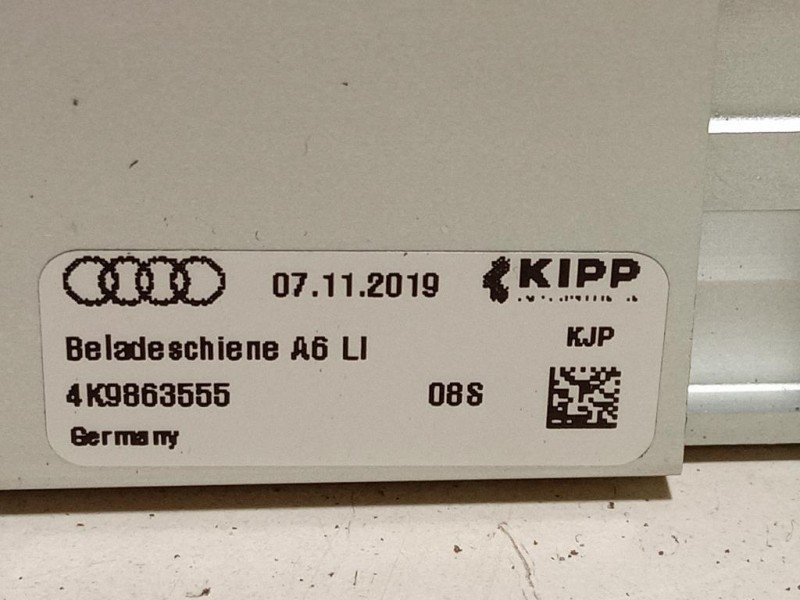 07.11.2019 KIPP
Beladeschiene A6 LI
KJP
4K9863555 08S
Germany